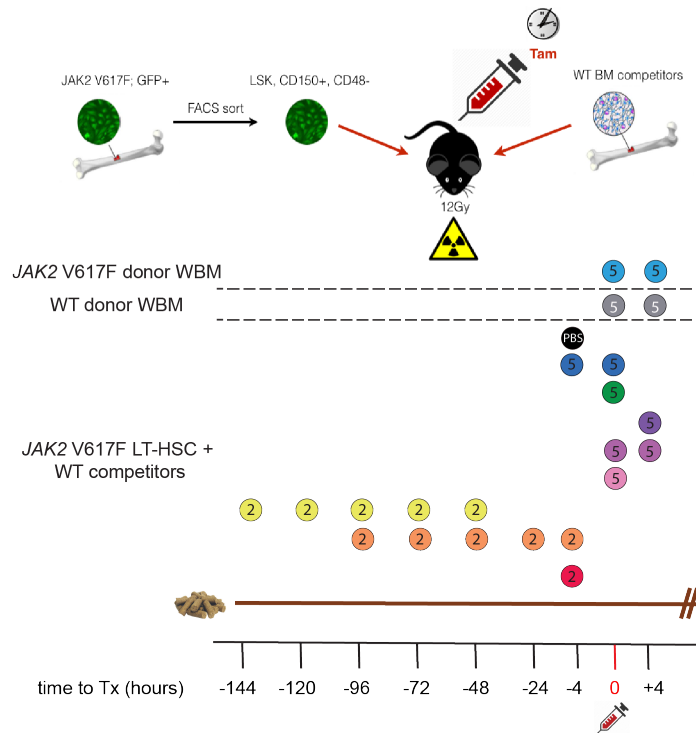 Tam
JAK2 V617F; GFP+
LSK, CD150+, CD48-
WT BM competitors
FACS sort
12Gy
JAK2 V617F donor WBM
5 5
WT donor WBM
5 5
PBS
5 5
5
5
JAK2 V617F LT-HSC +
WT competitors
5 5
5
2 2 2 2 2
2 2 2 2 2
2
time to Tx (hours)
-144 -120 -96 -72 -48 -24 -4 0 +4